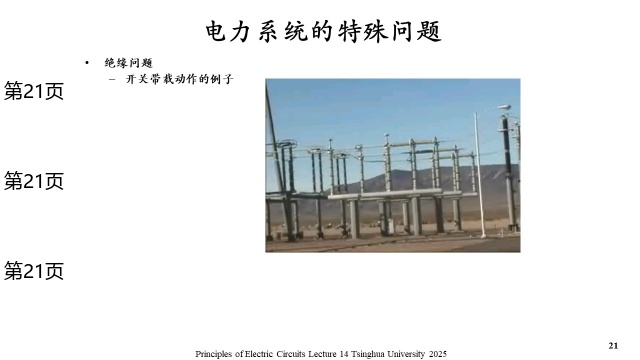 电力系统的特殊问题
• 绝缘问题
– 开关带载动作的例子
第21页
第21页
第21页
21
Principles of Electric Circuits Lecture 14 Tsinghua University 2025